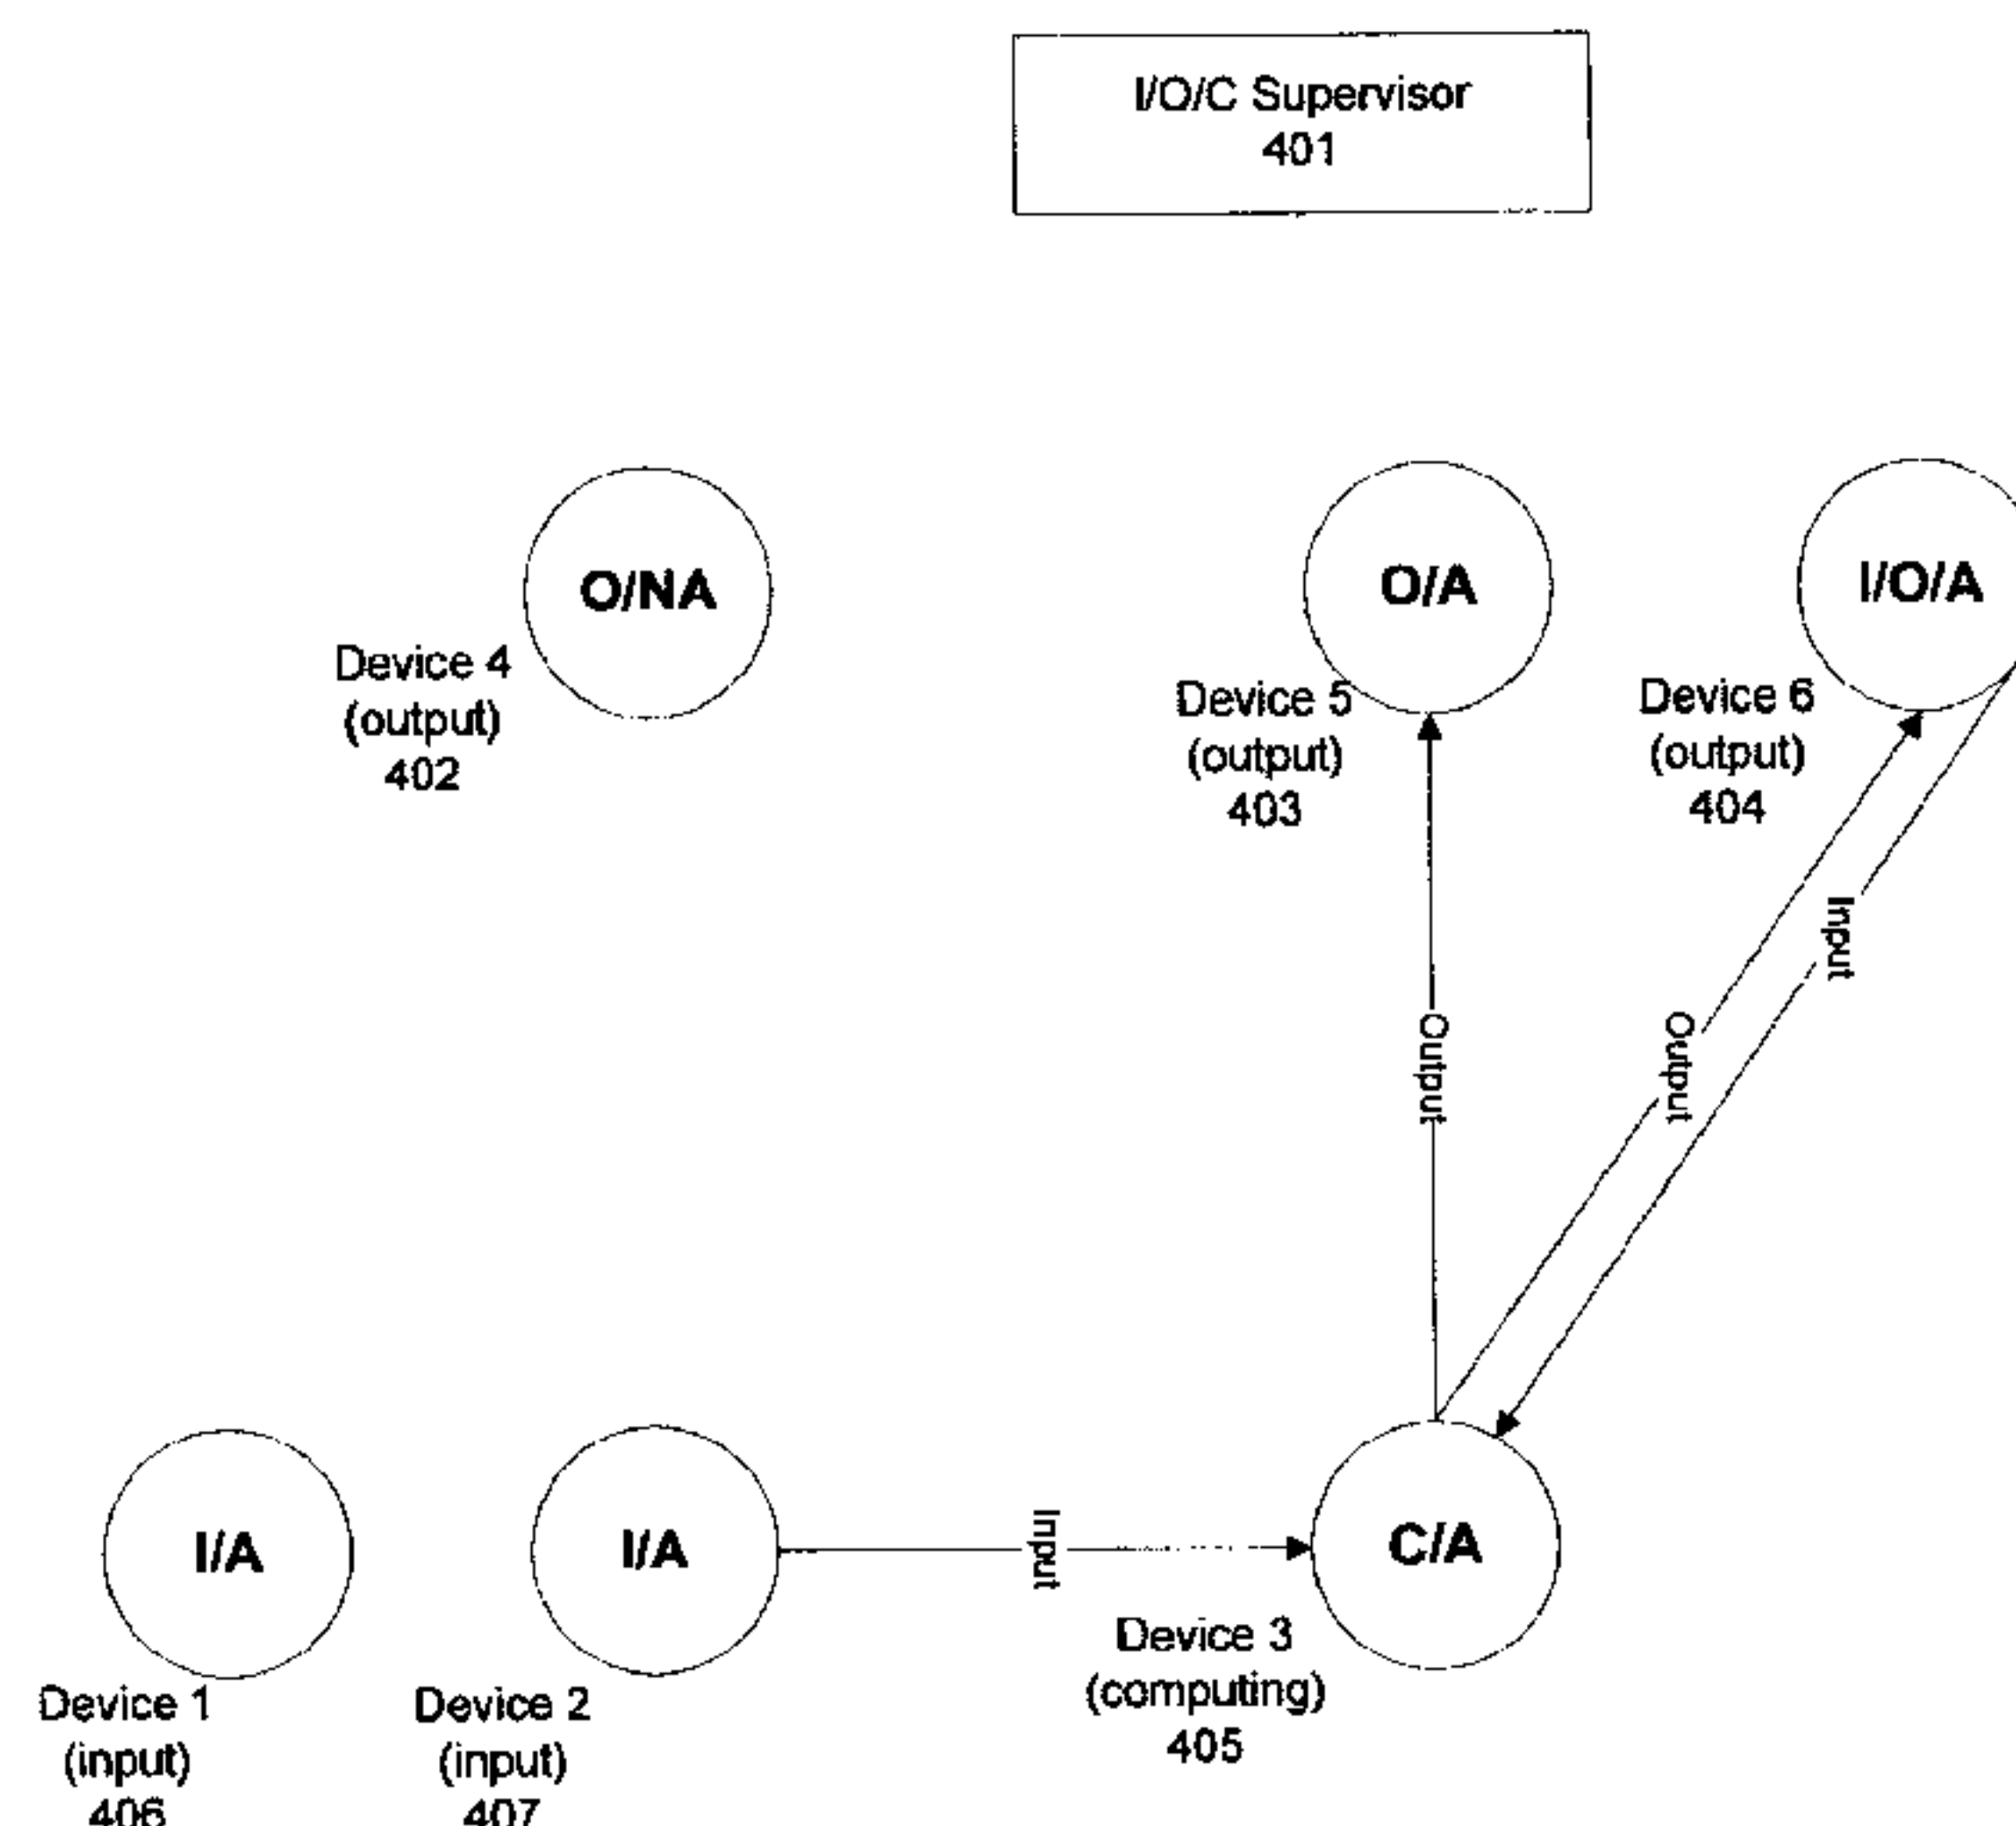 I/O/C Supervisor
401
O/NA
O/A
I/O/A
Device 4
(output)
402
Device 5
(output)
403
Device 6
(output)
404
Input
Output
Output
I/A
I/A
Input
C/A
Device 3
(computing)
405
Device 1
(input)
406
Device 2
(input)
407